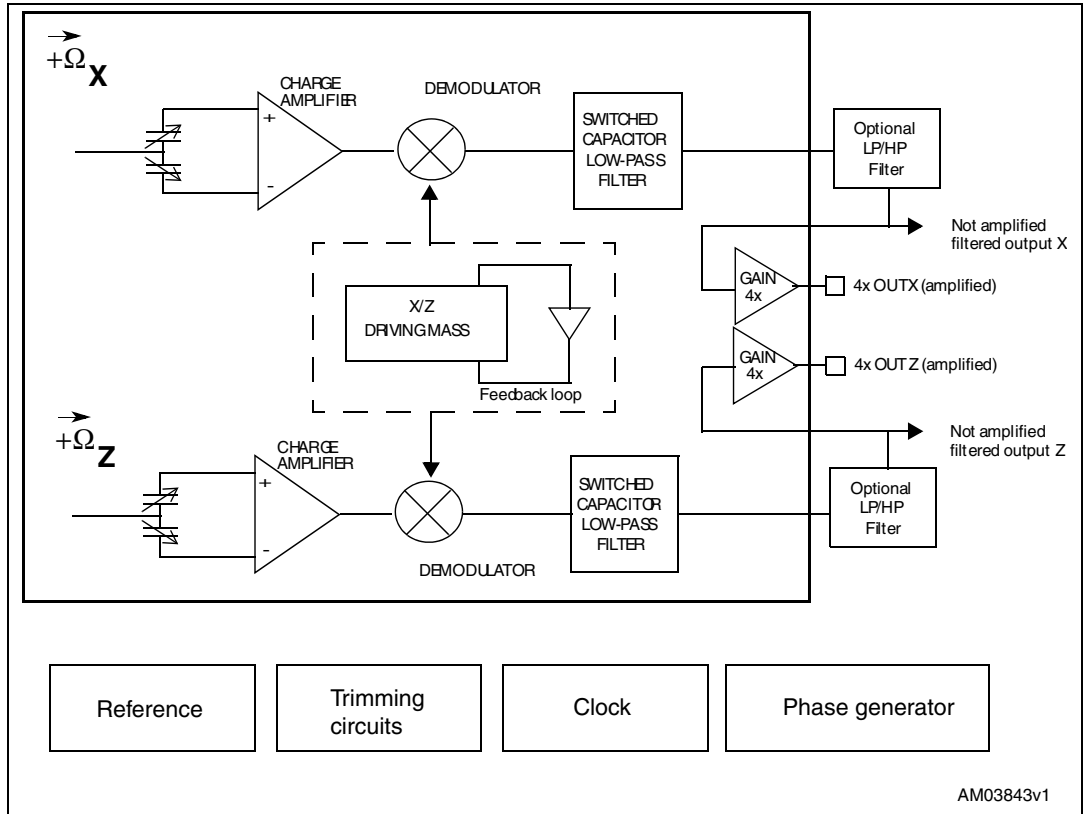 +Ω X
CHARGE
AMPLIFIER
+
-
DEMODULATOR
SWITCHED
CAPACITOR
LOW-PASS
FILTER
Optional
LP/HP
Filter
Not amplified
filtered output X
GAIN
4x
4x OUTX (amplified)
X/Z
DRIVING MASS
Feedback loop
GAIN
4x
4x OUTZ (amplified)
Not amplified
filtered output Z
+Ω Z
CHARGE
AMPLIFIER
+
-
DEMODULATOR
SWITCHED
CAPACITOR
LOW-PASS
FILTER
Optional
LP/HP
Filter
Reference
Trimming
circuits
Clock
Phase generator
AM03843v1